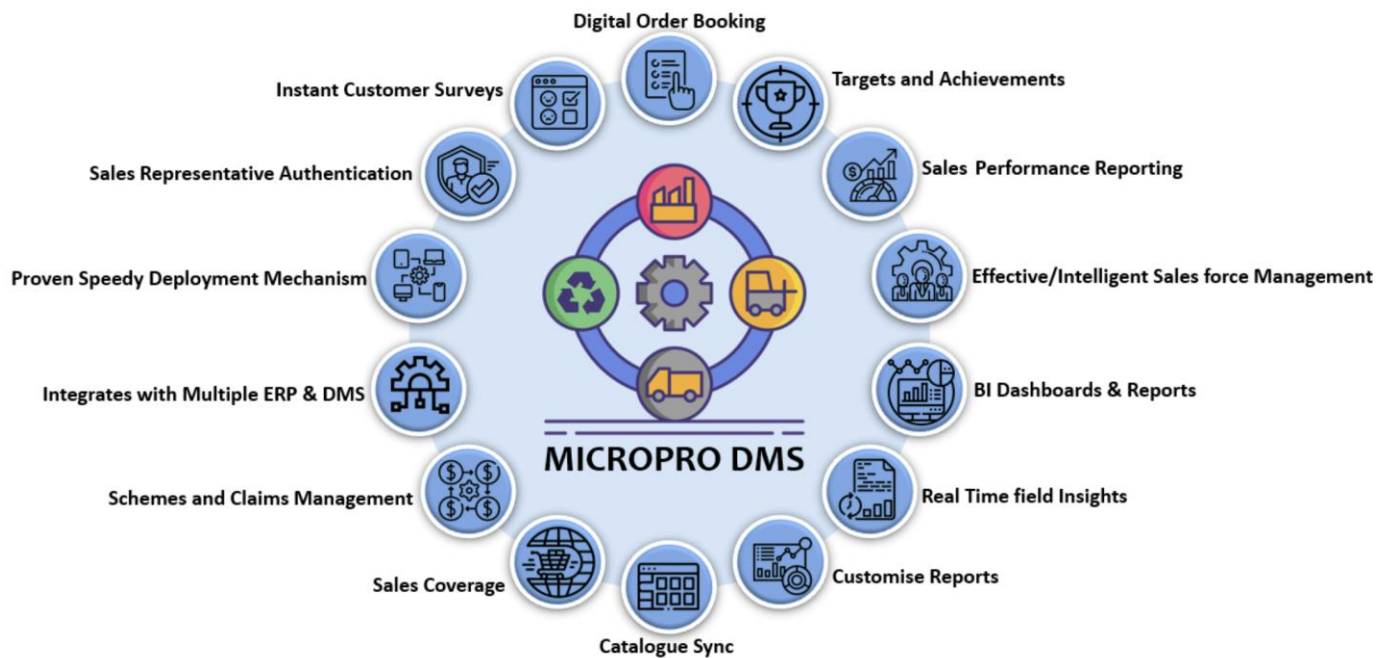 Digital Order Booking
Instant Customer Surveys
Targets and Achievements
Sales Representative Authentication
Sales Performance Reporting
Proven Speedy Deployment Mechanism
Effective/Intelligent Sales force Management
Integrates with Multiple ERP & DMS
BI Dashboards & Reports
MICROPRO DMS
Schemes and Claims Management
Real Time field Insights
Sales Coverage
Customise Reports
Catalogue Sync